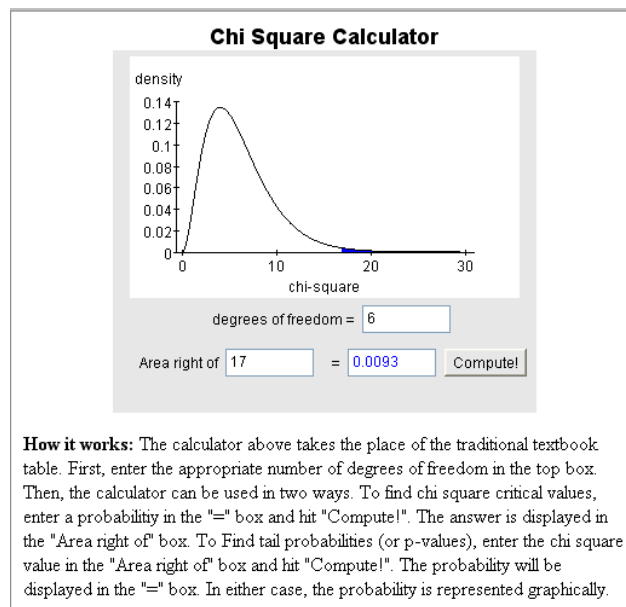 Chi Square Calculator
density
0.14
0.12
0.1
0.08
0.06
0.04
0.02
0
0 10 20 30
chi-square
degrees of freedom = 6
Area right of 17 = 0.0093 Compute!
How it works: The calculator above takes the place of the traditional textbook
table. First, enter the appropriate number of degrees of freedom in the top box.
Then, the calculator can be used in two ways. To find chi square critical values,
enter a probabilitiy in the "=" box and hit "Compute!". The answer is displayed in
the "Area right of" box. To Find tail probabilities (or p-values), enter the chi square
value in the "Area right of" box and hit "Compute!". The probability will be
displayed in the "=" box. In either case, the probability is represented graphically.